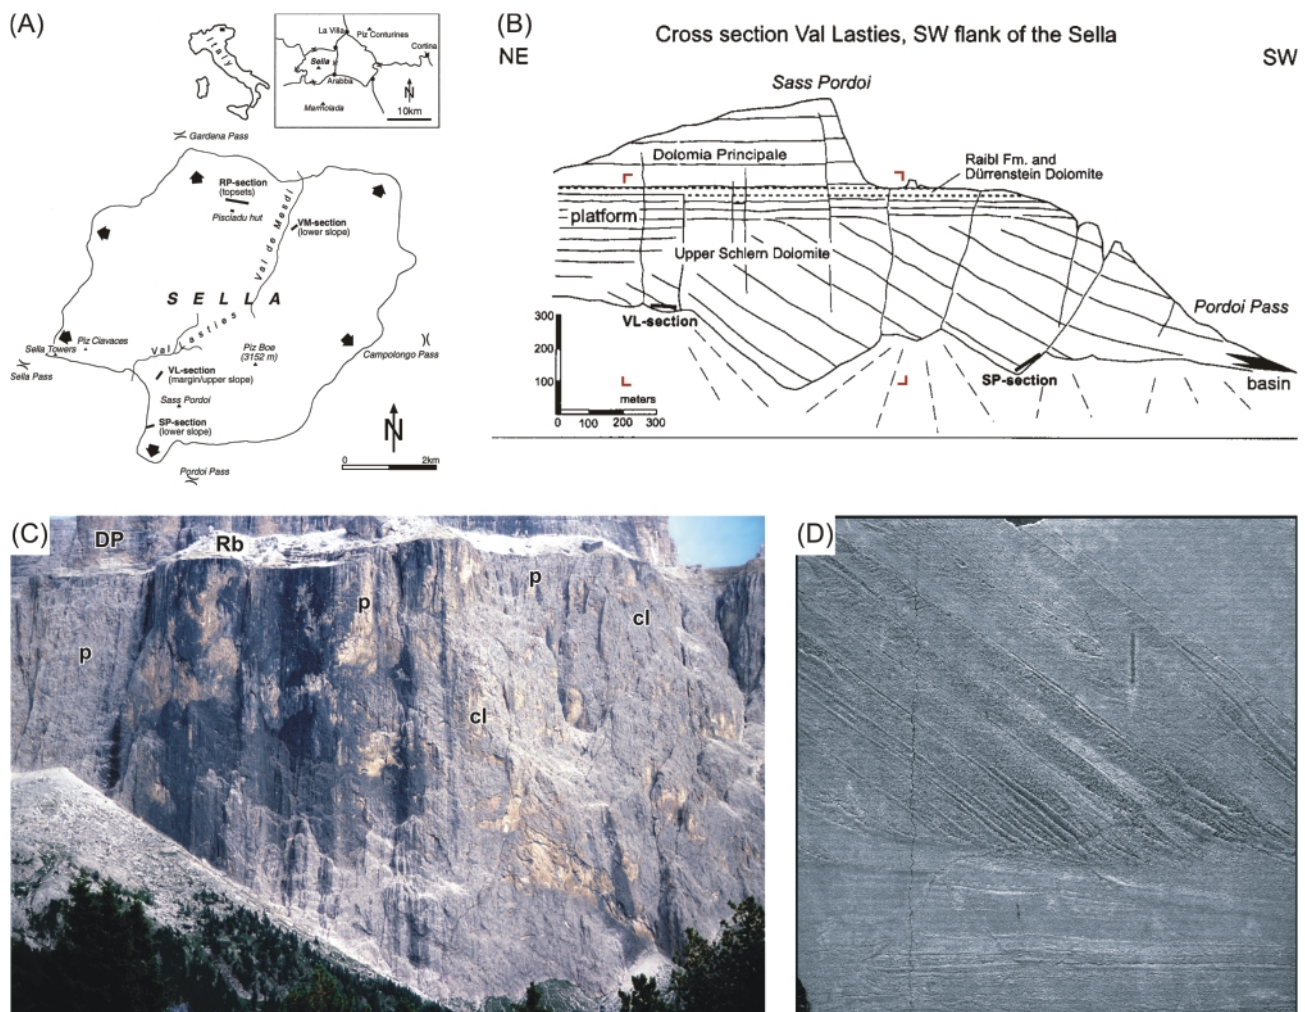 (A)
Italy
La Villa
Piz Conturines
Cortina
Sella
Arabba
Marmolada
N
10km
Gardena Pass
RP-section
(topsets)
Pisciadu hut
Val de Mesdì
VM-section
(lower slope)
SELLA
Val Lasties
Sella Towers
Piz Ciavaces
Piz Boe
(3152 m)
Campolongo Pass
Sella Pass
VL-section
(margin/upper slope)
Sass Pordoi
SP-section
(lower slope)
N
Pordoi Pass
0 2km
(B)
Cross section Val Lasties, SW flank of the Sella
NE
SW
Sass Pordoi
Dolomia Principale
Raibl Fm. and
Dürrenstein Dolomite
platform
Upper Schlern Dolomite
Pordoi Pass
VL-section
300
200
100
SP-section
basin
meters
0 100 200 300
(C)
DP
Rb
p
p
p
cl
cl
(D)